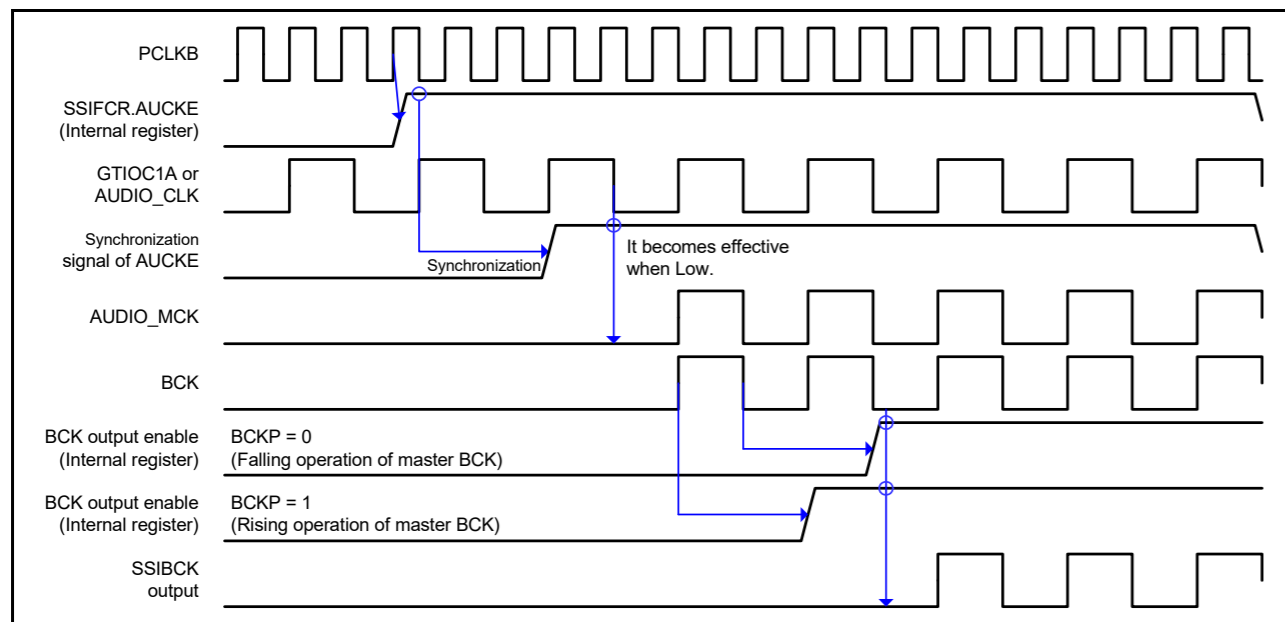 PCLKB
SSIFCR.AUCKE
(Internal register)
GTIOC1A or
AUDIO_CLK
Synchronization
signal of AUCKE
Synchronization
It becomes effective
when Low.
AUDIO_MCK
BCK
BCK output enable
(Internal register)
BCKP = 0
(Falling operation of master BCK)
BCK output enable
(Internal register)
BCKP = 1
(Rising operation of master BCK)
SSIBCK
output